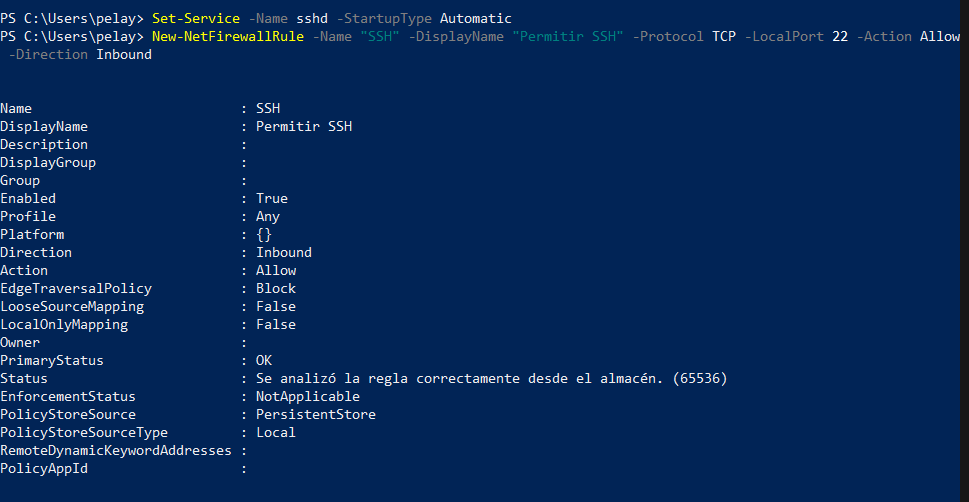 PS C:\Users\pelay> Set-Service -Name sshd -StartupType Automatic
PS C:\Users\pelay> New-NetFirewallRule -Name "SSH" -DisplayName "Permitir SSH" -Protocol TCP -LocalPort 22 -Action Allow
 -Direction Inbound
Name                          : SSH
DisplayName                   : Permitir SSH
Description                   :
DisplayGroup                  :
Group                         :
Enabled                       : True
Profile                       : Any
Platform                      : {}
Direction                     : Inbound
Action                        : Allow
EdgeTraversalPolicy           : Block
LooseSourceMapping            : False
LocalOnlyMapping              : False
Owner                         :
PrimaryStatus                 : OK
Status                        : Se analizó la regla correctamente desde el almacén. (65536)
EnforcementStatus             : NotApplicable
PolicyStoreSource             : PersistentStore
PolicyStoreSourceType         : Local
RemoteDynamicKeywordAddresses :
PolicyAppId                   :